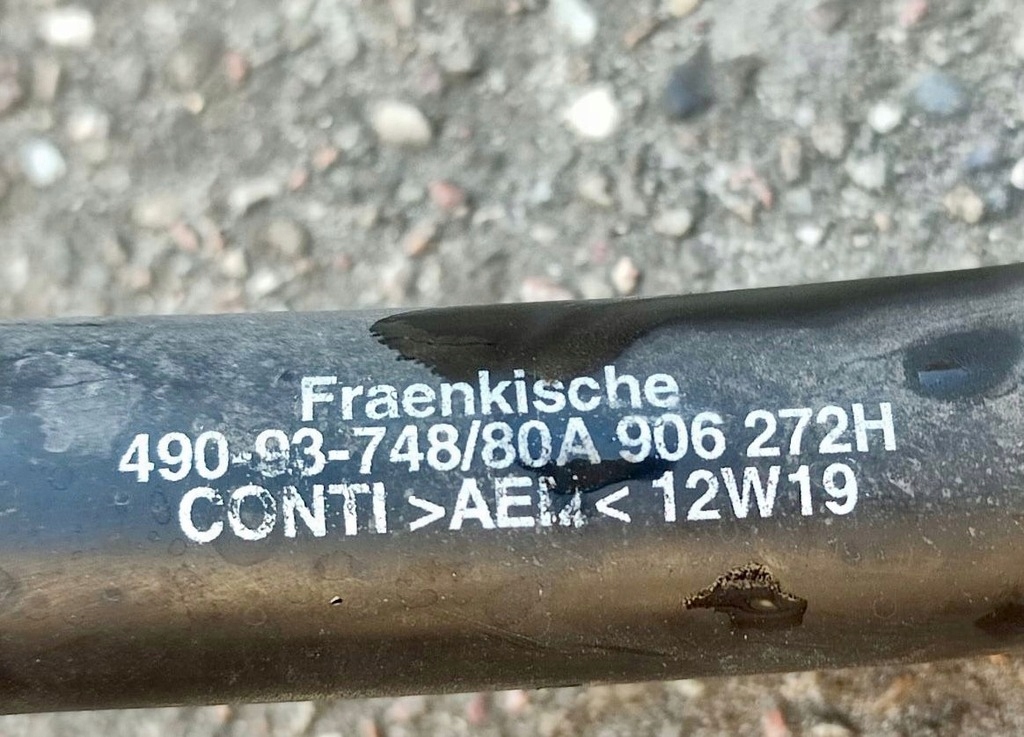 Fraenkische
490-93-748/80A 906 272H
CONTI >AEM< 12W19